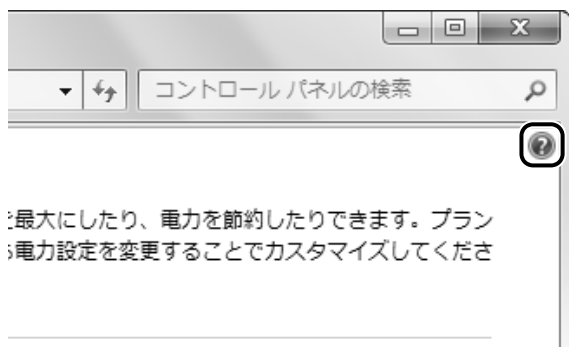 コントロール パネルの検索
最大にしたり、電力を節約したりできます。プラン
電力設定を変更することでカスタマイズしてくださ